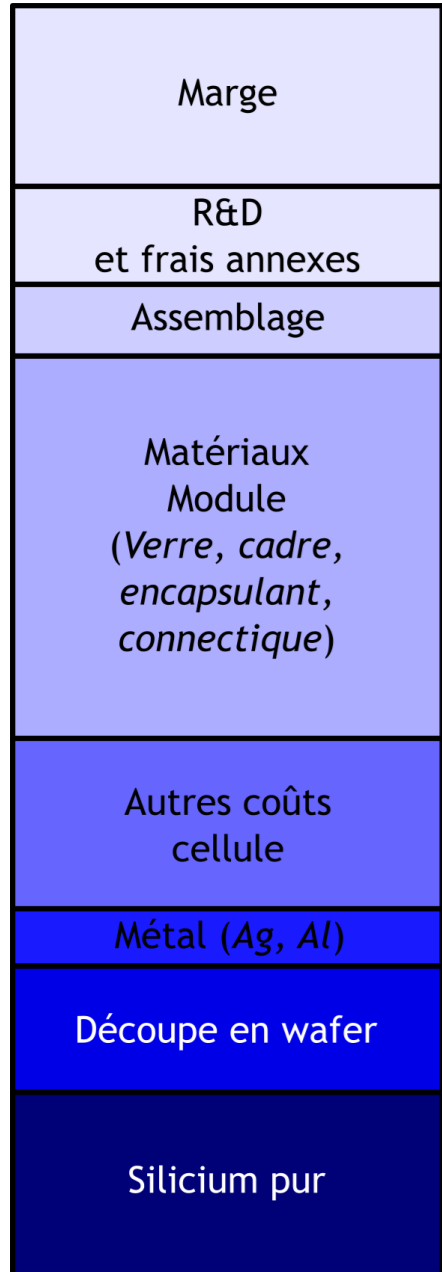 Marge
R&D
et frais annexes
Assemblage
Matériaux
Module
(Verre, cadre,
encapsulant,
connectique)
Autres coûts
cellule
Métal (Ag, Al)
Découpe en wafer
Silicium pur